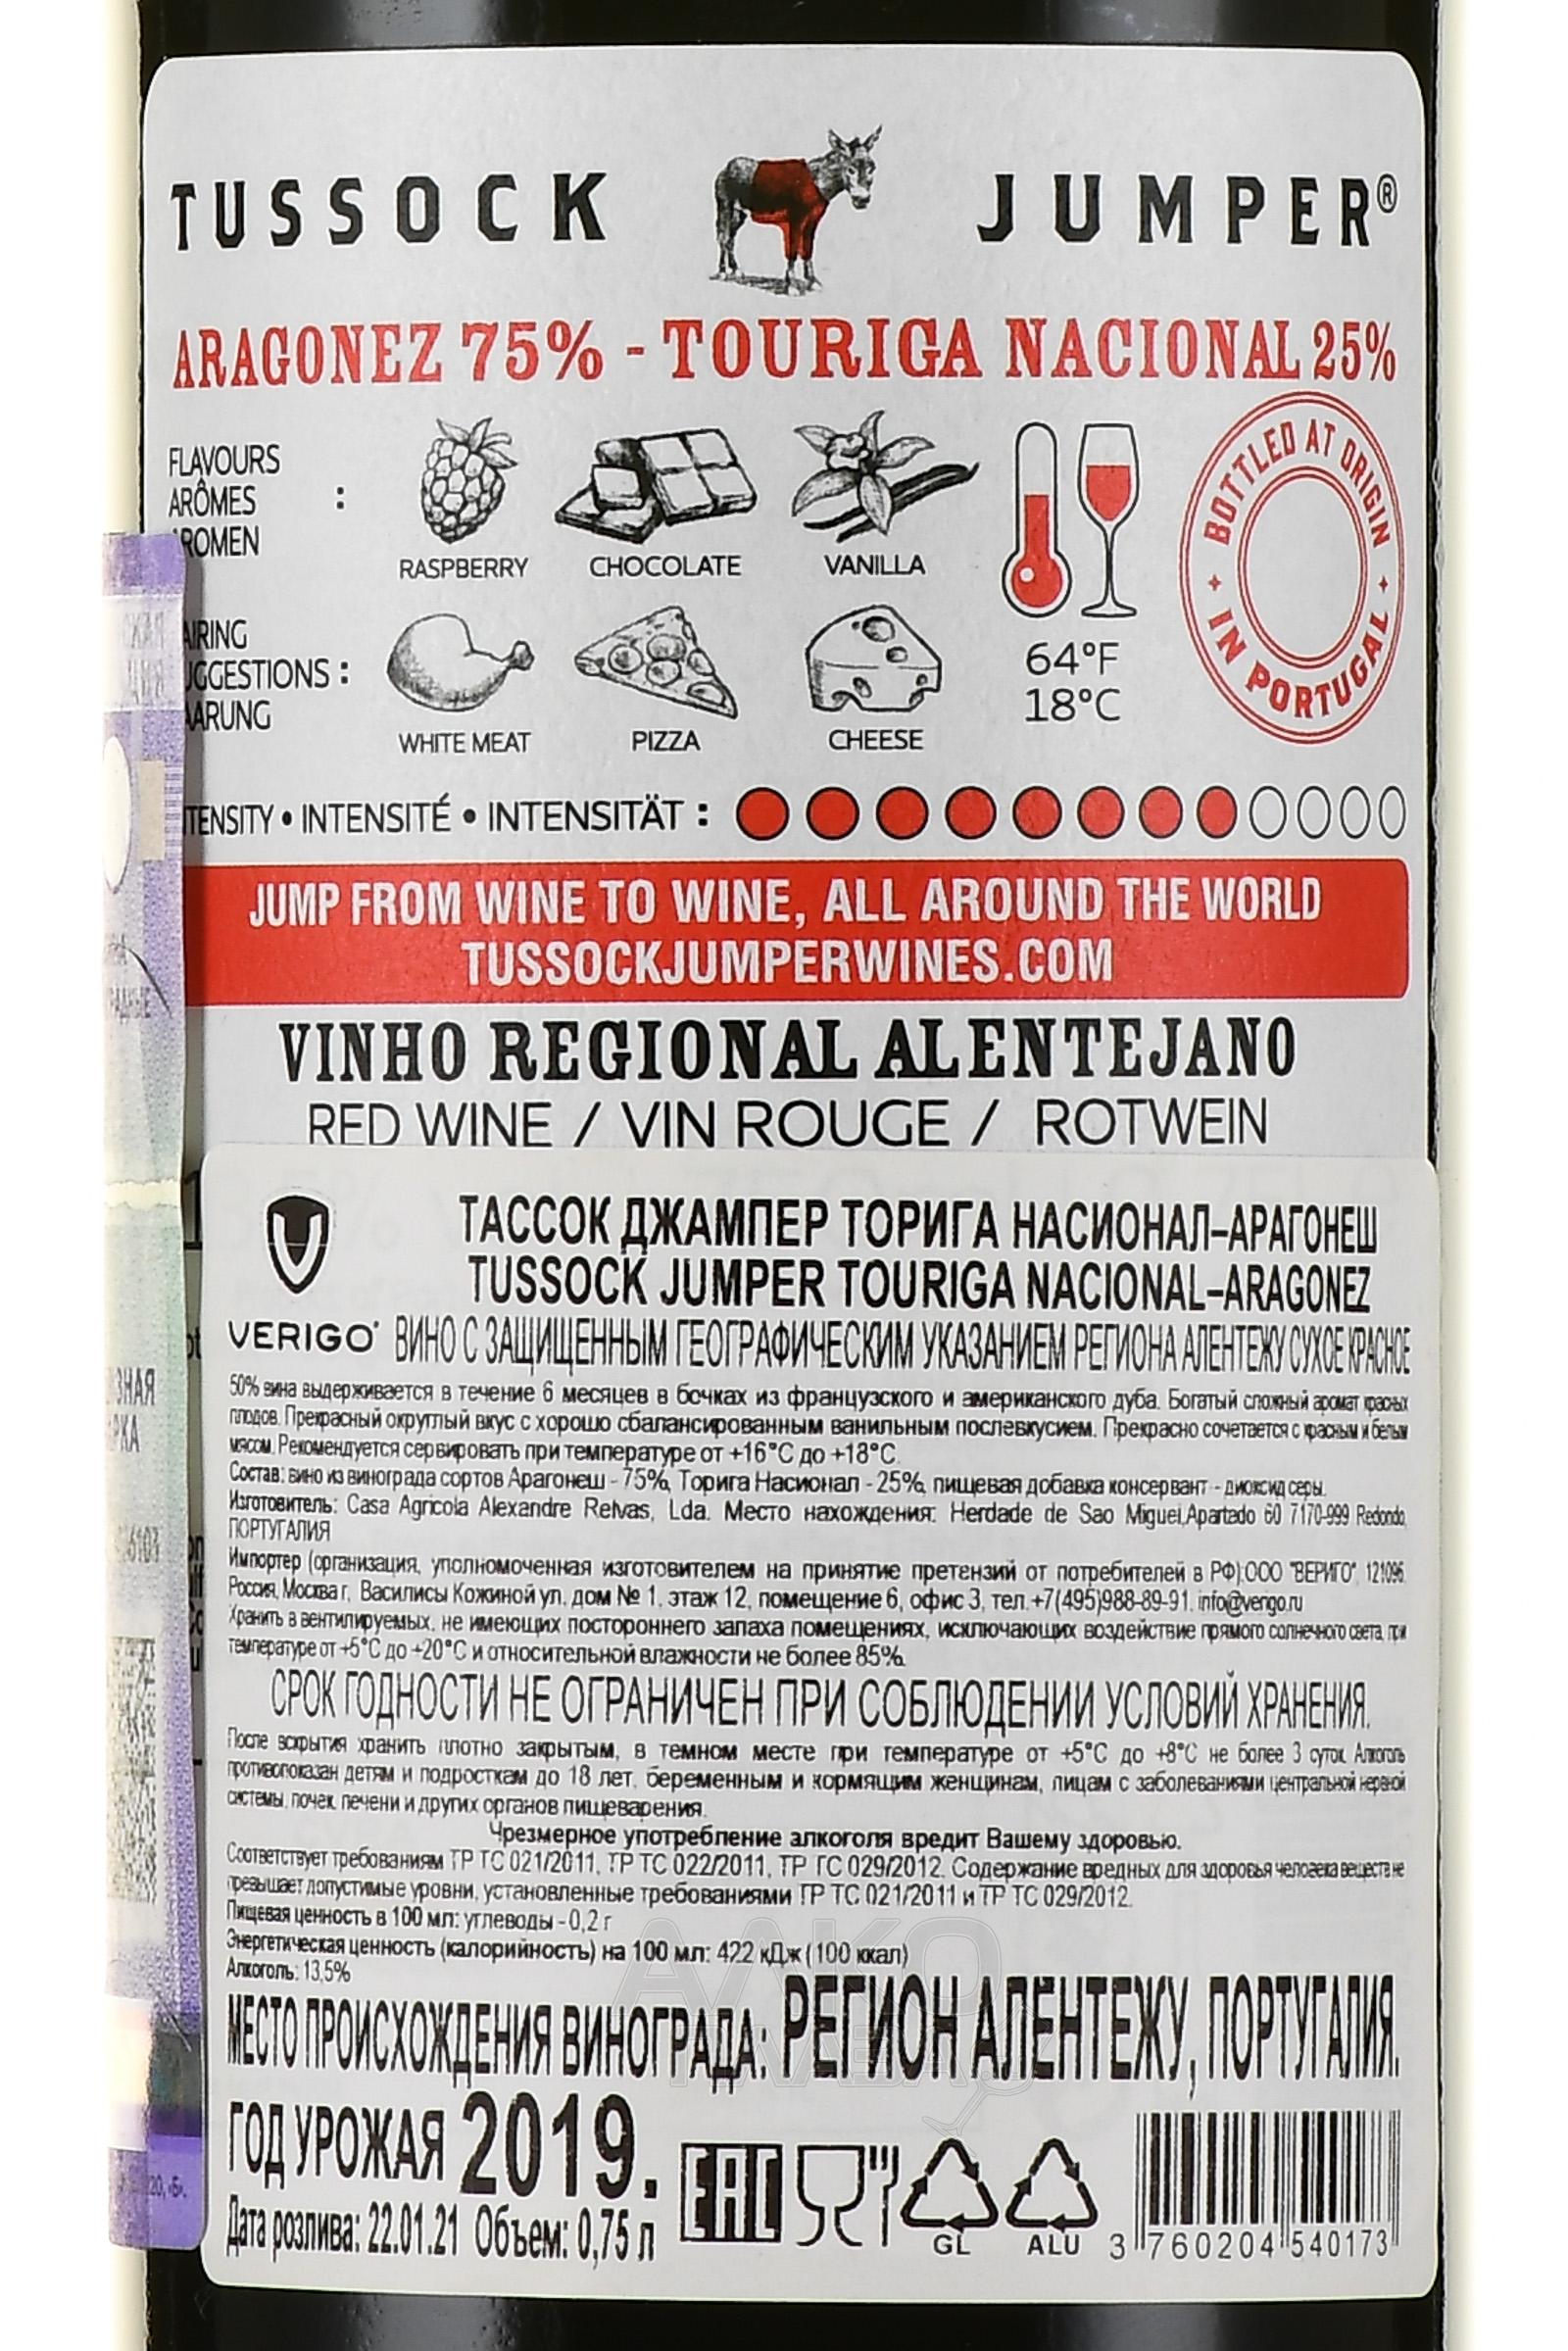 TUSSOCK JUMPER®
ARAGONEZ 75% - TOURIGA NACIONAL 25%
FLAVOURS
ARÔMES :
AROMEN
RASPBERRY CHOCOLATE VANILLA
BOTTLED AT ORIGIN
• IN PORTUGAL •
AIRING
UGGESTIONS :
AARUNG
64°F
18°C
WHITE MEAT PIZZA CHEESE
TENSITY • INTENSITÉ • INTENSITÄT :
JUMP FROM WINE TO WINE, ALL AROUND THE WORLD
TUSSOCKJUMPERWINES.COM
VINHO REGIONAL ALENTEJANO
RED WINE / VIN ROUGE / ROTWEIN
ТАССОК ДЖАМПЕР ТОРИГА НАСИОНАЛ–АРАГОНЕШ
TUSSOCK JUMPER TOURIGA NACIONAL–ARAGONEZ
VERIGO ВИНО С ЗАЩИЩЕННЫМ ГЕОГРАФИЧЕСКИМ УКАЗАНИЕМ РЕГИОНА АЛЕНТЕЖУ СУХОЕ КРАСНОЕ
50% вина выдерживается в течение 6 месяцев в бочках из французского и американского дуба. Богатый сложный аромат красных
плодов. Прекрасный округлый вкус с хорошо сбалансированным ванильным послевкусием. Прекрасно сочетается с красным и белым
мясом. Рекомендуется сервировать при температуре от +16°C до +18°C.
Состав: вино из винограда сортов Арагонеш - 75%, Торига Насионал - 25%, пищевая добавка консервант - диоксид серы.
Изготовитель: Casa Agricola Alexandre Relvas, Lda. Место нахождения: Herdade de Sao Miguel,Apartado 60 7170-999 Redondo,
ПОРТУГАЛИЯ
Импортер (организация, уполномоченная изготовителем на принятие претензий от потребителей в РФ):ООО "ВЕРИГО", 121096,
Россия, Москва г, Василисы Кожиной ул, дом № 1, этаж 12, помещение 6, офис 3, тел.+7(495)988-89-91, info@verigo.ru
Хранить в вентилируемых, не имеющих постороннего запаха помещениях, исключающих воздействие прямого солнечного света, при
температуре от +5°C до +20°C и относительной влажности не более 85%.
СРОК ГОДНОСТИ НЕ ОГРАНИЧЕН ПРИ СОБЛЮДЕНИИ УСЛОВИЙ ХРАНЕНИЯ.
После вскрытия хранить плотно закрытым, в темном месте при температуре от +5°C до +8°C не более 3 суток. Алкоголь
противопоказан детям и подросткам до 18 лет, беременным и кормящим женщинам, лицам с заболеваниями центральной нервной
системы, почек, печени и других органов пищеварения.
Чрезмерное употребление алкоголя вредит Вашему здоровью.
Соответствует требованиям ТР ТС 021/2011, ТР ТС 022/2011, ТР ТС 029/2012. Содержание вредных для здоровья человека веществ не
превышает допустимые уровни, установленные требованиями ТР ТС 021/2011 и ТР ТС 029/2012.
Пищевая ценность в 100 мл: углеводы - 0,2 г
Энергетическая ценность (калорийность) на 100 мл: 422 кДж (100 ккал)
Алкоголь: 13,5%
МЕСТО ПРОИСХОЖДЕНИЯ ВИНОГРАДА: РЕГИОН АЛЕНТЕЖУ, ПОРТУГАЛИЯ.
ГОД УРОЖАЯ 2019.
Дата розлива: 22.01.21 Объем: 0,75 л
EAC GL ALU
3 760204 540173